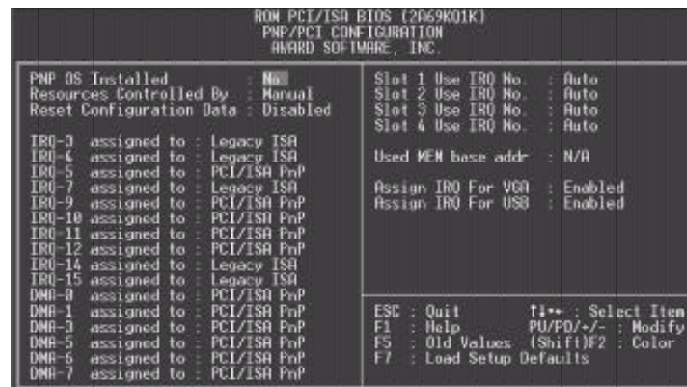 ROM PCI/ISA BIOS (2A69KQ1K)
PNP/PCI CONFIGURATION
AWARD SOFTWARE, INC.
PNP OS Installed : No
Resources Controlled By : Manual
Reset Configuration Data : Disabled
IRQ-3 assigned to : Legacy ISA
IRQ-4 assigned to : Legacy ISA
IRQ-5 assigned to : PCI/ISA PnP
IRQ-7 assigned to : Legacy ISA
IRQ-9 assigned to : PCI/ISA PnP
IRQ-10 assigned to : PCI/ISA PnP
IRQ-11 assigned to : PCI/ISA PnP
IRQ-12 assigned to : PCI/ISA PnP
IRQ-14 assigned to : Legacy ISA
IRQ-15 assigned to : Legacy ISA
DMA-0 assigned to : PCI/ISA PnP
DMA-1 assigned to : PCI/ISA PnP
DMA-3 assigned to : PCI/ISA PnP
DMA-5 assigned to : PCI/ISA PnP
DMA-6 assigned to : PCI/ISA PnP
DMA-7 assigned to : PCI/ISA PnP
Slot 1 Use IRQ No. : Auto
Slot 2 Use IRQ No. : Auto
Slot 3 Use IRQ No. : Auto
Slot 4 Use IRQ No. : Auto
Used MEM base addr : N/A
Assign IRQ For VGA : Enabled
Assign IRQ For USB : Enabled
ESC : Quit ↑↓→← : Select Item
F1 : Help PU/PD/+/- : Modify
F5 : Old Values (Shift)F2 : Color
F7 : Load Setup Defaults